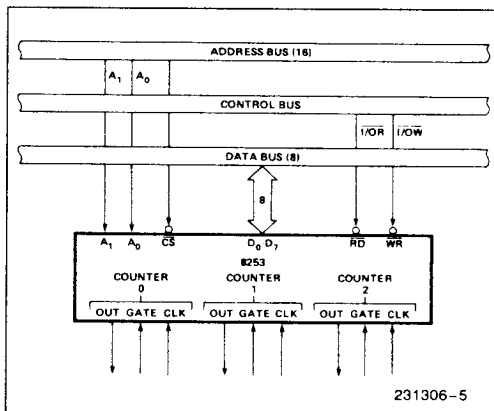 ADDRESS BUS (16)
A1 A0
CONTROL BUS
I/OR I/OW
DATA BUS (8)
8
A1 A0 CS D0 D7 RD WR
8253
COUNTER COUNTER COUNTER
0 1 2
OUT GATE CLK OUT GATE CLK OUT GATE CLK
231306-5